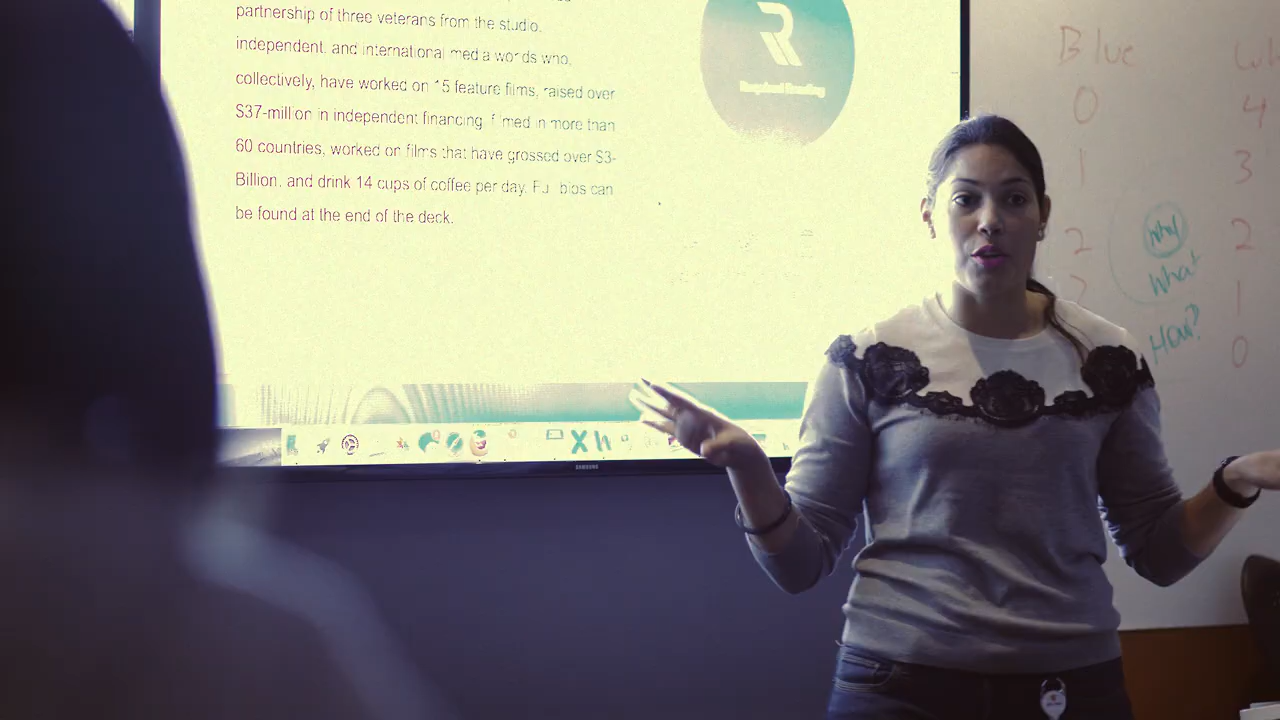 partnership of three veterans from the studio,
independent, and international media words who,
collectively, have worked on 15 feature films, raised over
$37-million in independent financing, filmed in more than
60 countries, worked on films that have grossed over $3-
Billion, and drink 14 cups of coffee per day. Full bios can
be found at the end of the deck.
R
SAMSUNG
Blue
0 4
1 3
2 2
1
0
Why
What
How?